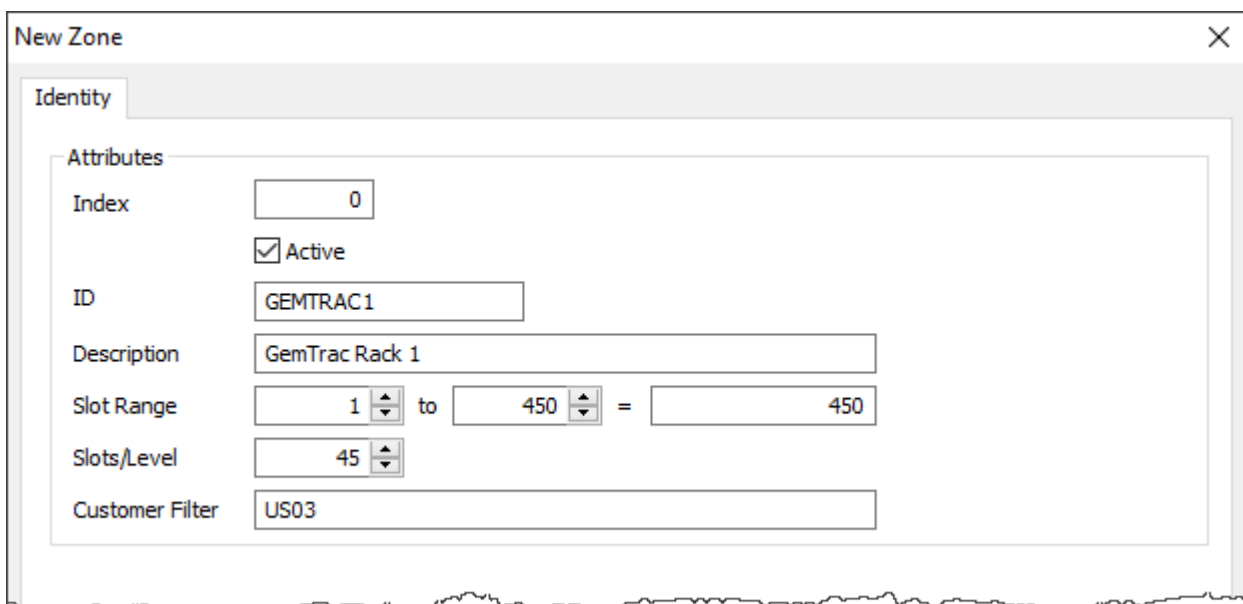 New Zone
Identity
Attributes
Index 0
Active
ID GEMTRAC1
Description GemTrac Rack 1
Slot Range 1 to 450 = 450
Slots/Level 45
Customer Filter US03